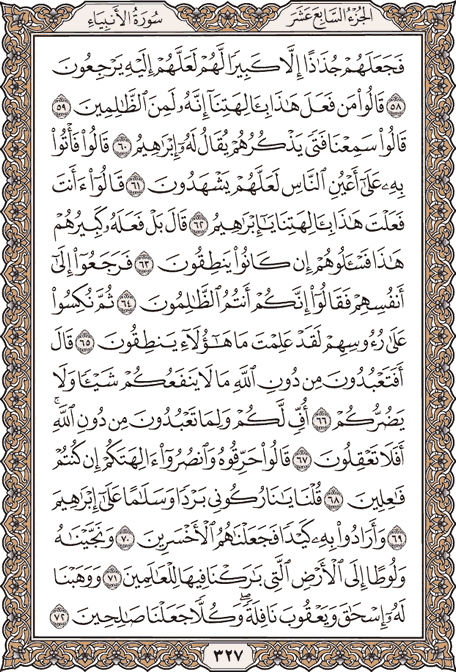 الجزء السابع عشر
سورة الأنبياء
فَجَعَلَهُمْ جُذَٰذًا إِلَّا كَبِيرًا لَّهُمْ لَعَلَّهُمْ إِلَيْهِ يَرْجِعُونَ
٥٨ قَالُوا۟ مَن فَعَلَ هَٰذَا بِـَٔالِهَتِنَآ إِنَّهُۥ لَمِنَ ٱلظَّٰلِمِينَ ٥٩
قَالُوا۟ سَمِعْنَا فَتًى يَذْكُرُهُمْ يُقَالُ لَهُۥٓ إِبْرَٰهِيمُ ٦٠ قَالُوا۟ فَأْتُوا۟
بِهِۦ عَلَىٰٓ أَعْيُنِ ٱلنَّاسِ لَعَلَّهُمْ يَشْهَدُونَ ٦١ قَالُوٓا۟ ءَأَنتَ
فَعَلْتَ هَٰذَا بِـَٔالِهَتِنَا يَٰٓإِبْرَٰهِيمُ ٦٢ قَالَ بَلْ فَعَلَهُۥ كَبِيرُهُمْ
هَٰذَا فَسْـَٔلُوهُمْ إِن كَانُوا۟ يَنطِقُونَ ٦٣ فَرَجَعُوٓا۟ إِلَىٰٓ
أَنفُسِهِمْ فَقَالُوٓا۟ إِنَّكُمْ أَنتُمُ ٱلظَّٰلِمُونَ ٦٤ ثُمَّ نُكِسُوا۟
عَلَىٰ رُءُوسِهِمْ لَقَدْ عَلِمْتَ مَا هَٰٓؤُلَآءِ يَنطِقُونَ ٦٥ قَالَ
أَفَتَعْبُدُونَ مِن دُونِ ٱللَّهِ مَا لَا يَنفَعُكُمْ شَيْـًٔا وَلَا
يَضُرُّكُمْ ٦٦ أُفٍّ لَّكُمْ وَلِمَا تَعْبُدُونَ مِن دُونِ ٱللَّهِ ۖ
أَفَلَا تَعْقِلُونَ ٦٧ قَالُوا۟ حَرِّقُوهُ وَٱنصُرُوٓا۟ ءَالِهَتَكُمْ إِن كُنتُمْ
فَٰعِلِينَ ٦٨ قُلْنَا يَٰنَارُ كُونِى بَرْدًا وَسَلَٰمًا عَلَىٰٓ إِبْرَٰهِيمَ
٦٩ وَأَرَادُوا۟ بِهِۦ كَيْدًا فَجَعَلْنَٰهُمُ ٱلْأَخْسَرِينَ ٧٠ وَنَجَّيْنَٰهُ
وَلُوطًا إِلَى ٱلْأَرْضِ ٱلَّتِى بَٰرَكْنَا فِيهَا لِلْعَٰلَمِينَ ٧١ وَوَهَبْنَا
لَهُۥٓ إِسْحَٰقَ وَيَعْقُوبَ نَافِلَةً ۖ وَكُلًّا جَعَلْنَا صَٰلِحِينَ ٧٢
٣٢٧